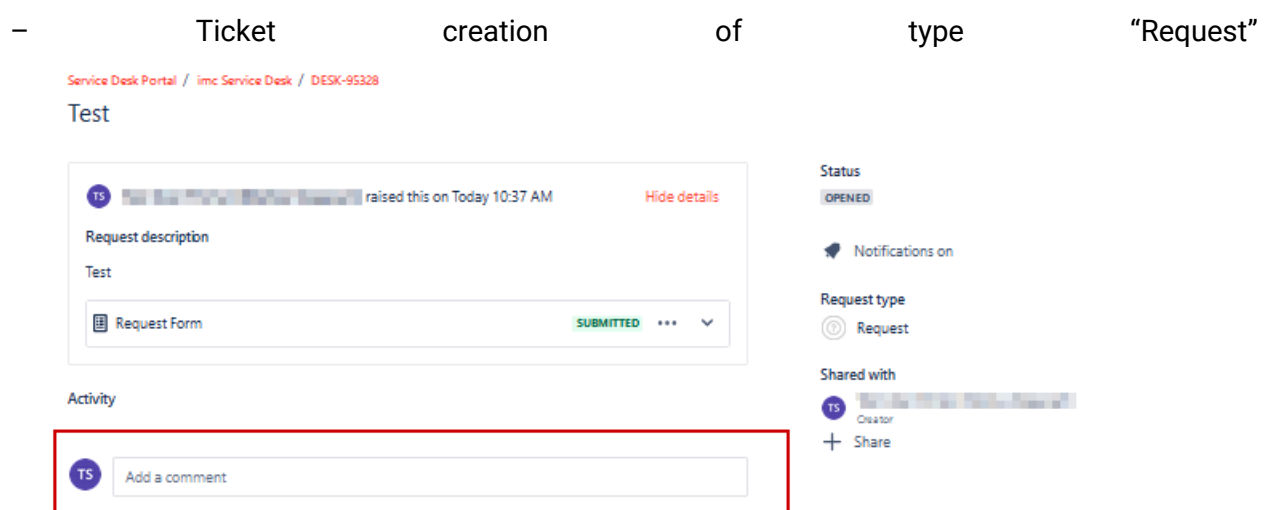 – Ticket creation of type “Request”
Service Desk Portal / imc Service Desk / DESK-95328
Test
TS raised this on Today 10:37 AM Hide details
Request description
Test
Request Form SUBMITTED ••• 
Activity
TS Add a comment
Status
OPENED
Notifications on
Request type
Request
Shared with
TS
Creator
Share